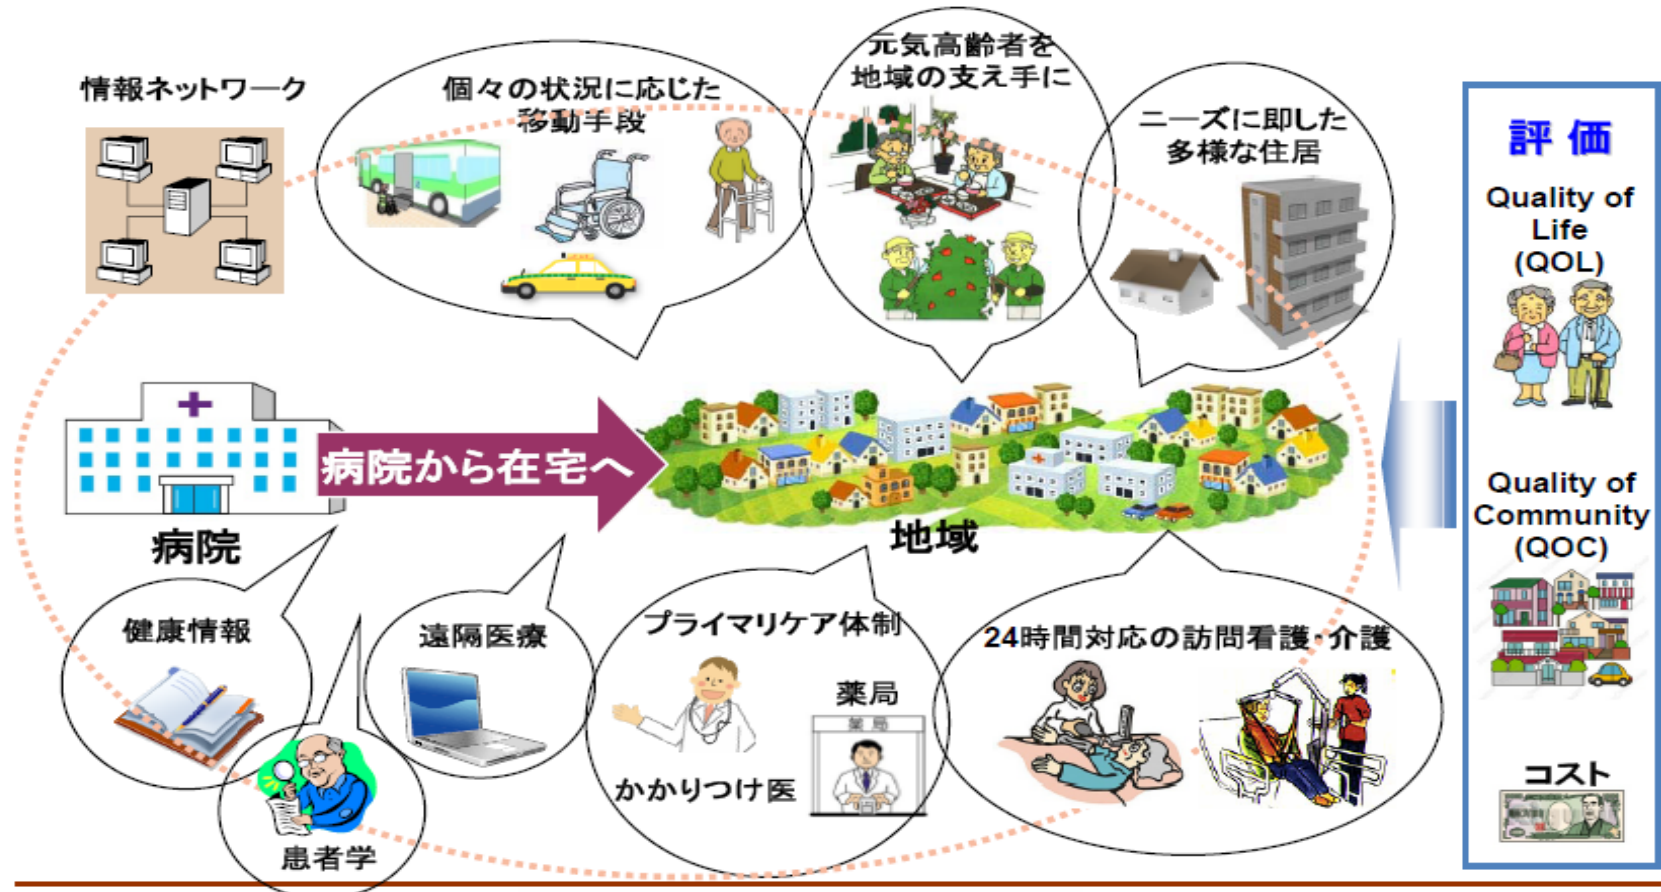 情報ネットワーク
個々の状況に応じた
移動手段
元気高齢者を
地域の支え手に
ニーズに即した
多様な住居
評 価
Quality of
Life
(QOL)
Quality of
Community
(QOC)
コスト
病院から在宅へ
病院
地域
健康情報
患者学
遠隔医療
プライマリケア体制
かかりつけ医
薬局
薬 局
24時間対応の訪問看護・介護